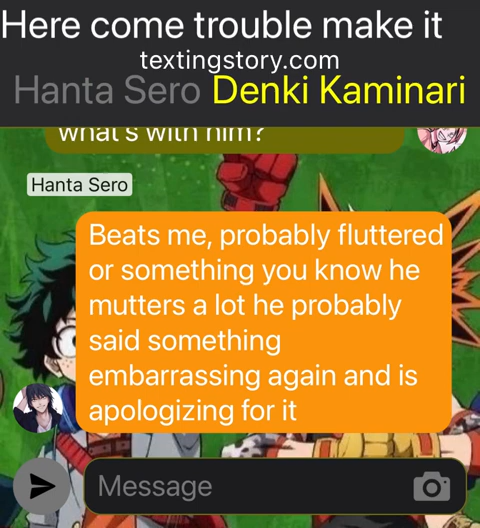 Here come trouble make it
textingstory.com
Hanta Sero Denki Kaminari
what's with him?
Hanta Sero
Beats me, probably fluttered
or something you know he
mutters a lot he probably
said something
embarrassing again and is
apologizing for it
Message